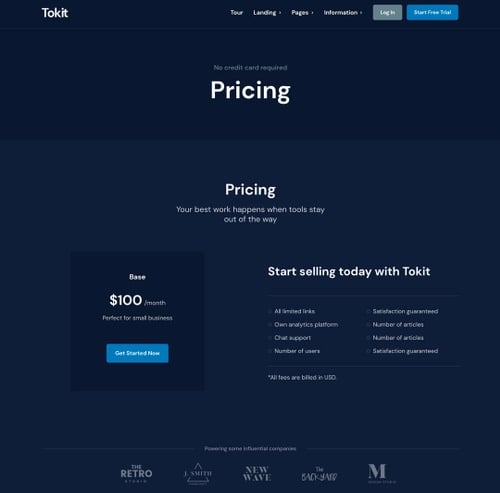 Tokit
Tour Landing Pages Information Log In Start Free Trial
No credit card required
Pricing
Pricing
Your best work happens when tools stay
out of the way
Base
$100 /month
Perfect for small business
Get Started Now
Start selling today with Tokit
All limited links
Own analytics platform
Chat support
Number of users
Satisfaction guaranteed
Number of articles
Number of articles
Satisfaction guaranteed
*All fees are billed in USD.
Powering some influential companies
THE
RETRO
STUDIO
J. SMITH
NEW
WAVE
The
BACKYARD
M
DESIGN STUDIO